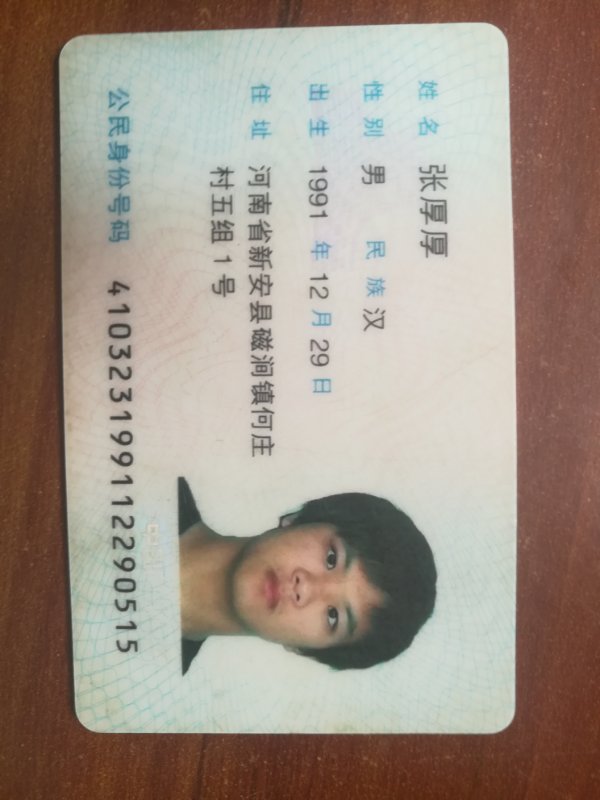 姓名 张厚厚
性别 男 民族 汉
出生 1991 年 12 月 29 日
住址 河南省新安县磁涧镇何庄
村五组1号
公民身份号码 410323199112290515